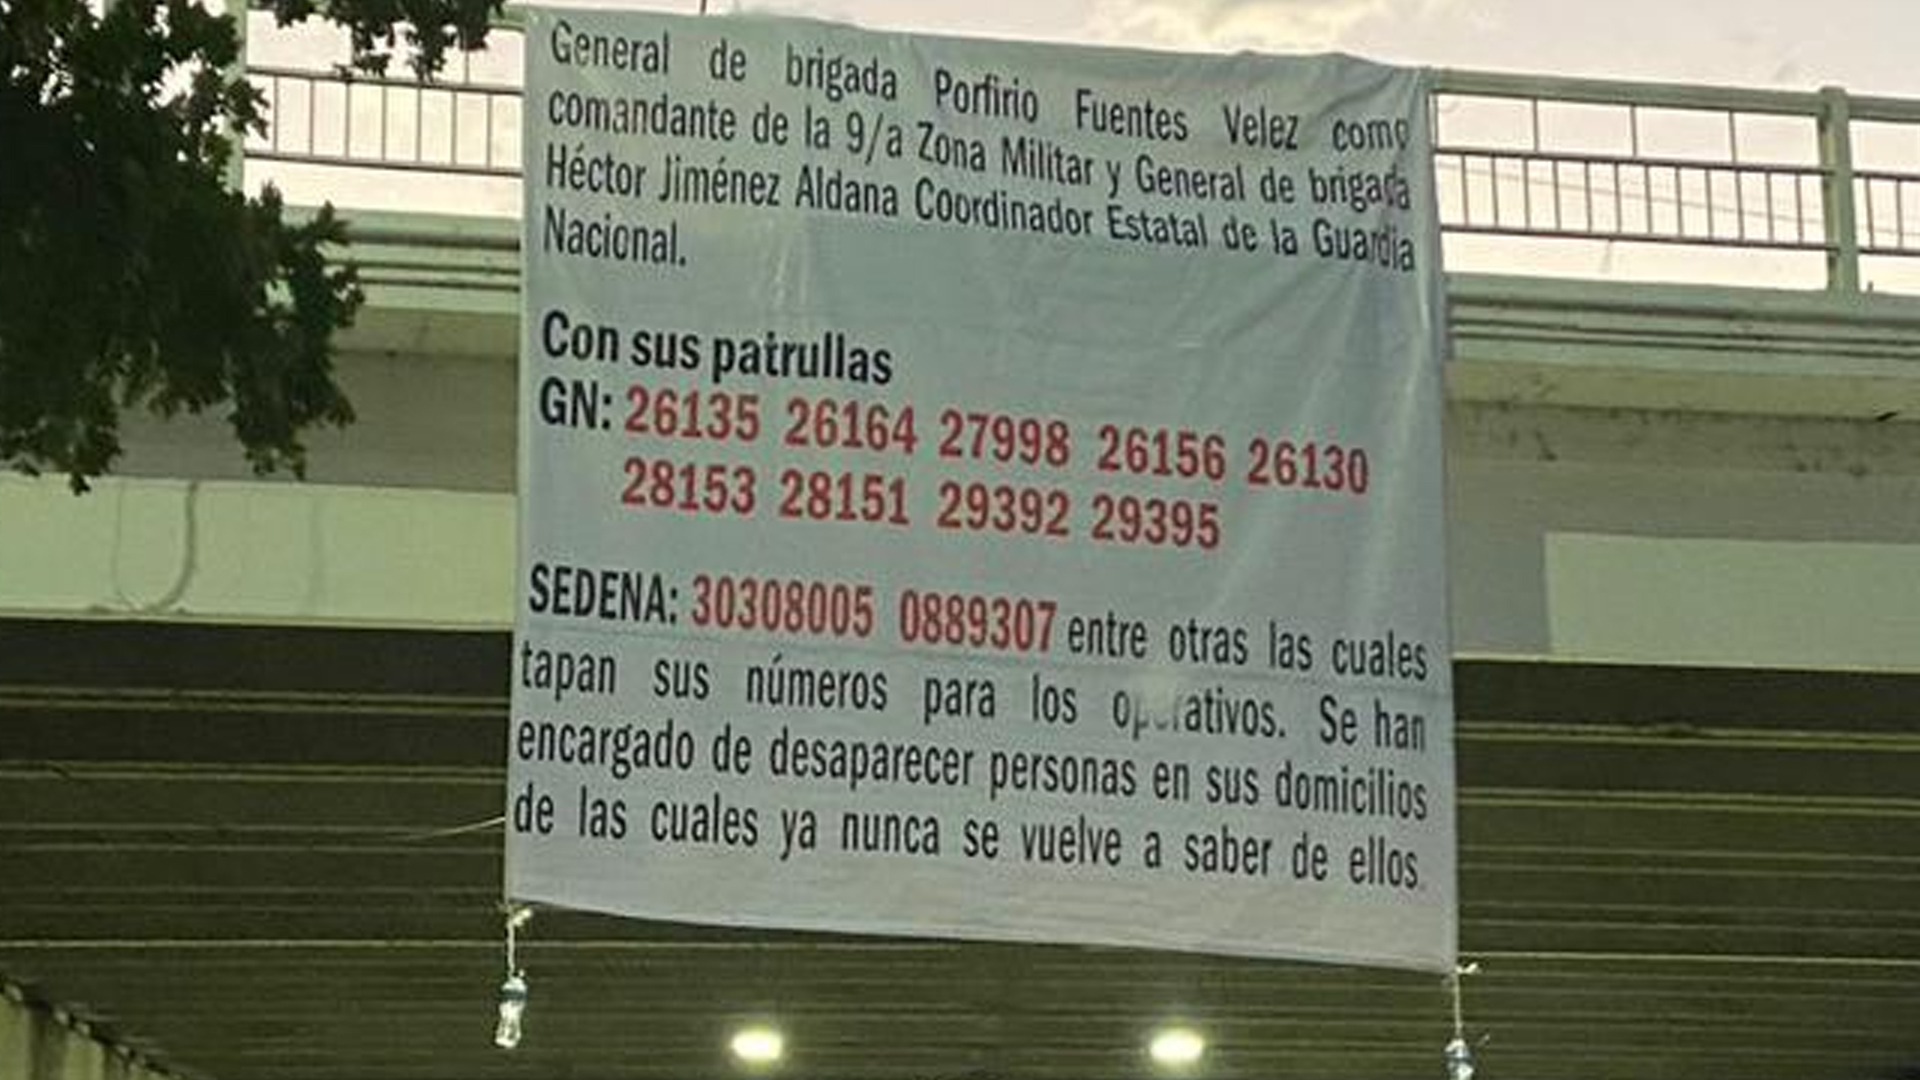 General de brigada Porfirio Fuentes Velez como
comandante de la 9/a Zona Militar y General de brigada
Héctor Jiménez Aldana Coordinador Estatal de la Guardia
Nacional.
Con sus patrullas
GN: 26135 26164 27998 26156 26130
28153 28151 29392 29395
SEDENA: 30308005 0889307 entre otras las cuales
tapan sus números para los operativos. Se han
encargado de desaparecer personas en sus domicilios
de las cuales ya nunca se vuelve a saber de ellos.